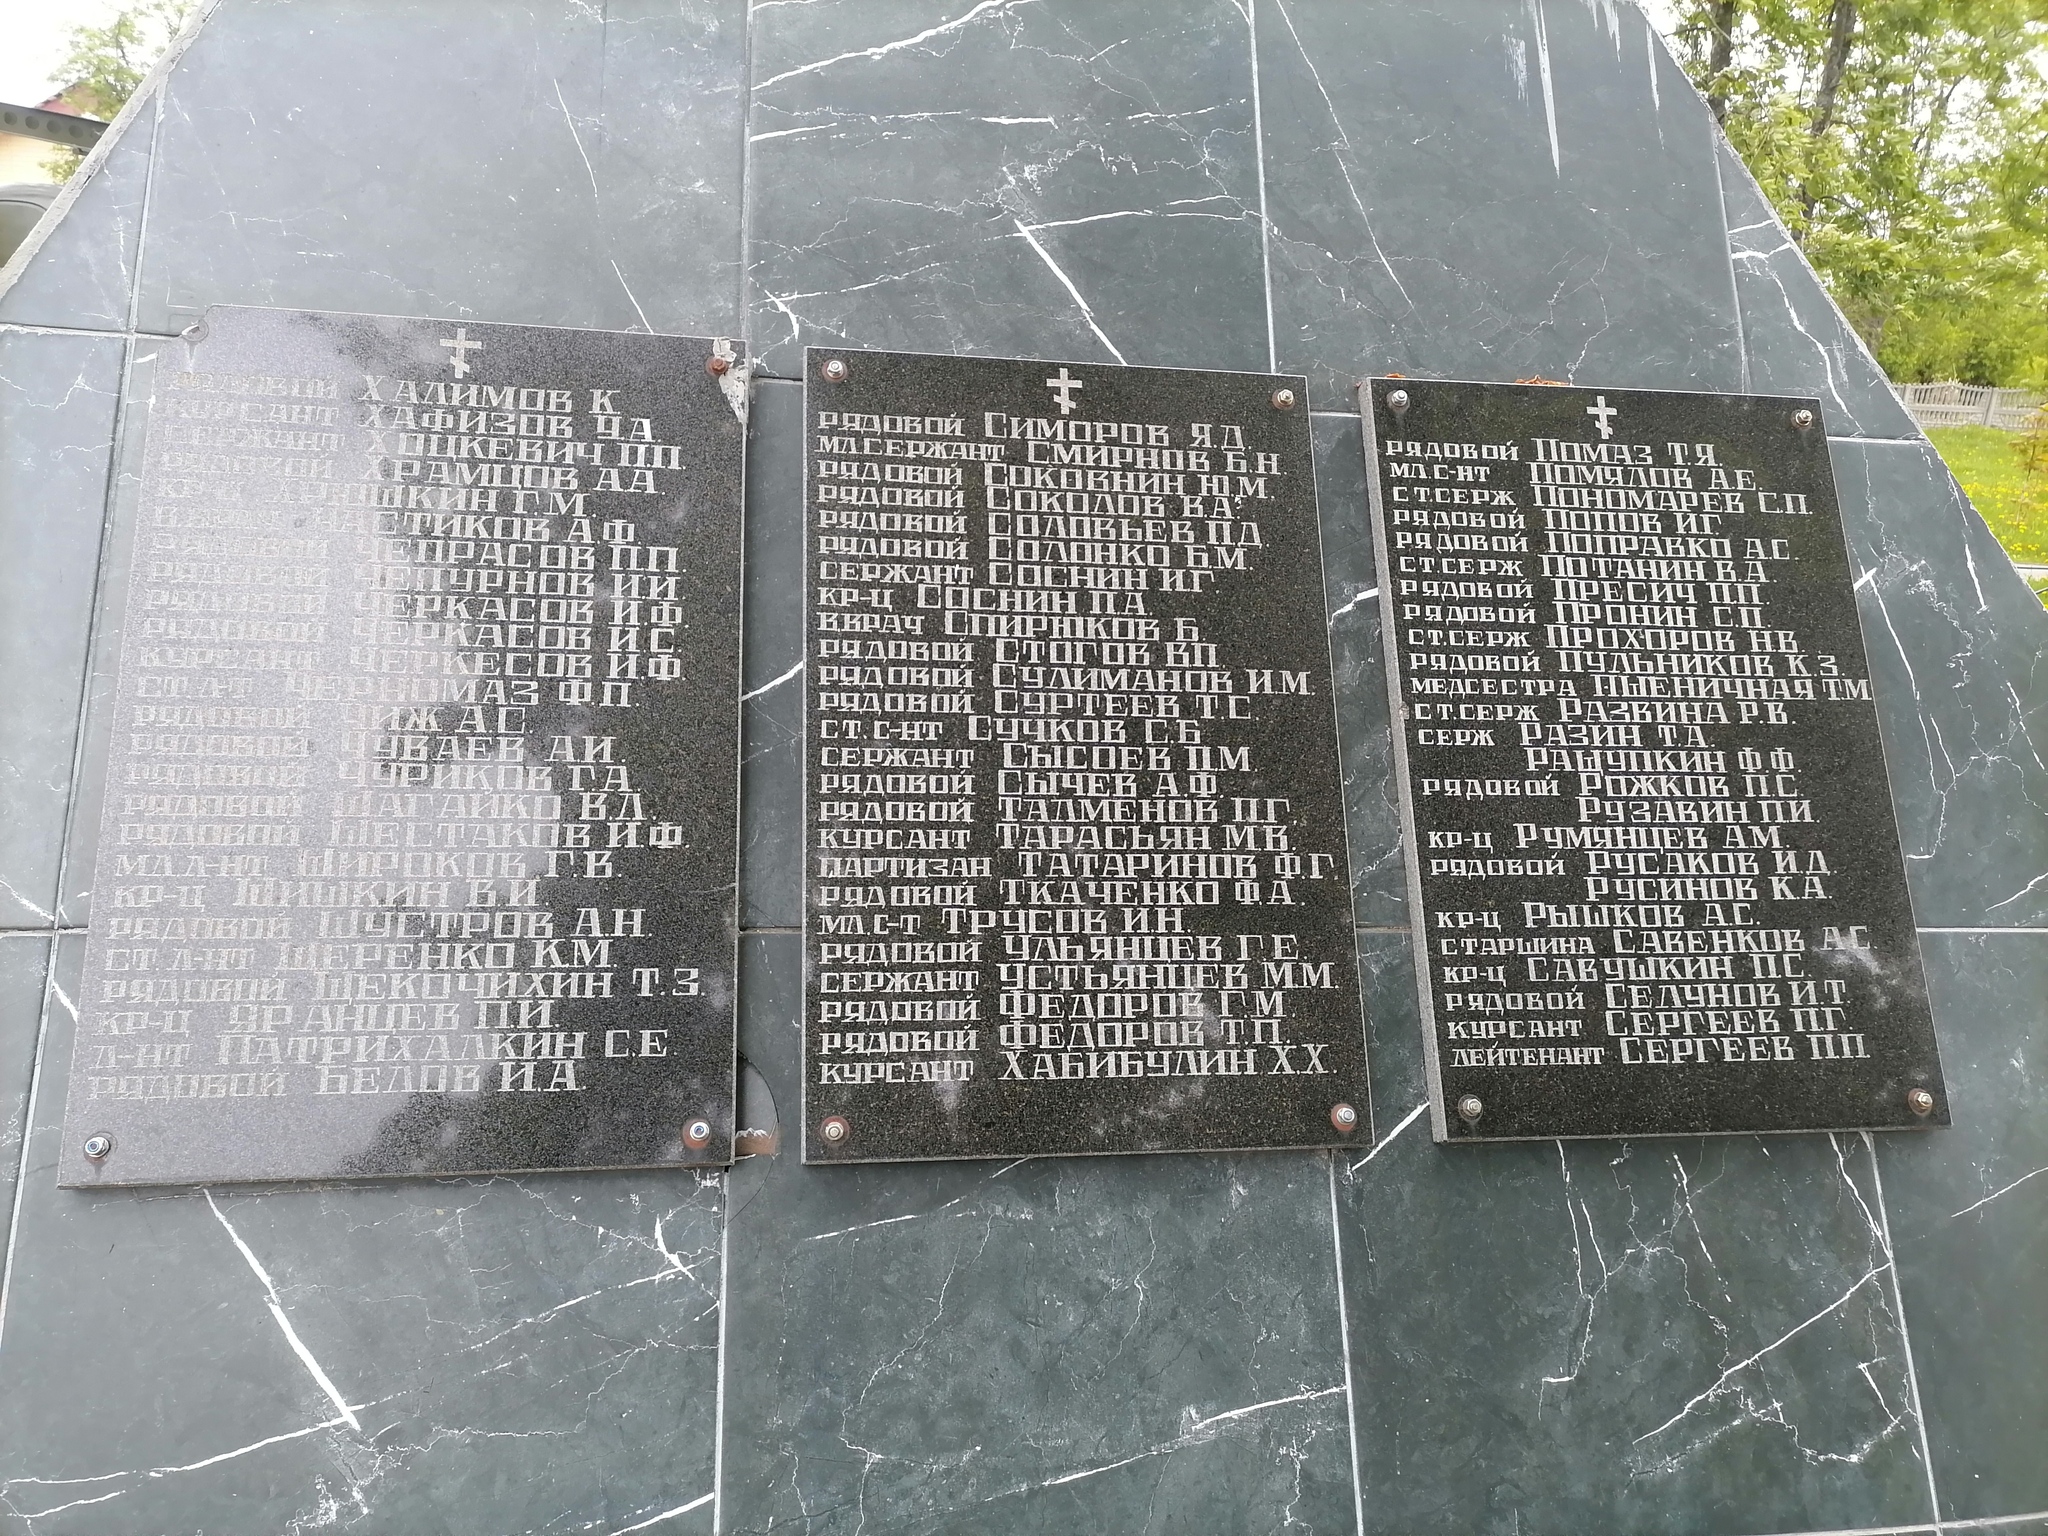 РЯДОВОЙ ХАЛИМОВ К
КУРСАНТ ХАФИЗОВ У.А
СЕРЖАНТ ХОЦКЕВИЧ П.П.
РЯДОВОЙ ХРАМЦОВ А.А.
Г.М.
А.Ф.
РЯДОВОЙ ЧЕПРАСОВ П.П
РЯДОВОЙ ЧЕПУРНОВ И.И
РЯДОВОЙ ЧЕРКАСОВ И.Ф.
РЯДОВОЙ ЧЕРКАСОВ И.С.
КУРСАНТ ЧЕРКЕСОВ И.Ф
СТ.Л-НТ ЧЕРНОМАЗ Ф.П.
РЯДОВОЙ ЧИЖ А.С.
РЯДОВОЙ ЧУВАЕВ А.И.
РЯДОВОЙ ЧУРИКОВ Г.А.
РЯДОВОЙ ШАГАЙКО В.Д.
РЯДОВОЙ ШЕСТАКОВ И.Ф.
МЛ.Л-НТ ШИРОКОВ Г.В.
КР-Ц ШИШКИН В.И.
РЯДОВОЙ ШУСТРОВ А.Н.
СТ.Л-НТ ЩЕРЕНКО К.М.
РЯДОВОЙ ЩЕКОЧИХИН Т.З.
КР-Ц ЯРАНЦЕВ П.И.
Л-НТ ПАТРИХАЛКИН С.Е.
РЯДОВОЙ БЕЛОВ И.А.
РЯДОВОЙ СИМОРОВ Я.Д.
МЛ.СЕРЖАНТ СМИРНОВ Б.Н
РЯДОВОЙ СОКОВНИН Ю.М.
РЯДОВОЙ СОКОЛОВ В.А.
РЯДОВОЙ СОЛОВЬЕВ П.Д
РЯДОВОЙ СОЛОНКО Б.М.
СЕРЖАНТ СОСНИН И.Г.
КР-Ц СОСНИН П.А.
В.ВРАЧ СПИРЮКОВ Б.
РЯДОВОЙ СТОГОВ В.П.
РЯДОВОЙ СУЛИМАНОВ И.М.
РЯДОВОЙ СУРТЕЕВ Т.С
СТ.С-НТ СУЧКОВ С.Б
СЕРЖАНТ СЫСОЕВ П.М.
РЯДОВОЙ СЫЧЕВ А.Ф.
РЯДОВОЙ ТАЛМЕНОВ П.Г.
КУРСАНТ ТАРАСЬЯН М.В.
ПАРТИЗАН ТАТАРИНОВ Ф.Г
РЯДОВОЙ ТКАЧЕНКО Ф.А.
МЛ.С-Т ТРУСОВ И.Н.
РЯДОВОЙ УЛЬЯНЦЕВ Г.Е.
СЕРЖАНТ УСТЬЯНЦЕВ М.М.
РЯДОВОЙ ФЕДОРОВ Г.М.
РЯДОВОЙ ФЕДОРОВ Т.П.
КУРСАНТ ХАБИБУЛИН Х.Х.
РЯДОВОЙ ПОМАЗ Т.Я.
МЛ.С-НТ ПОМЯЛОВ А.Е.
СТ.СЕРЖ ПОНОМАРЕВ С.П.
РЯДОВОЙ ПОПОВ И.Г
РЯДОВОЙ ПОПРАВКО А.С.
СТ.СЕРЖ ПОТАНИН В.А
РЯДОВОЙ ПРЕСИЧ П.П.
РЯДОВОЙ ПРОНИН С.П.
СТ.СЕРЖ ПРОХОРОВ Н.В.
РЯДОВОЙ ПУЛЬНИКОВ К.З.
МЕДСЕСТРА ПШЕНИЧНАЯ Т.М.
СТ.СЕРЖ РАЗВИНА Р.В.
СЕРЖ РАЗИН Т.А.
РАШУПКИН Ф.Ф.
РЯДОВОЙ РОЖКОВ П.С.
РУЗАВИН П.И
КР-Ц РУМЯНЦЕВ А.М.
РЯДОВОЙ РУСАКОВ И.Д.
РУСИНОВ К.А.
КР-Ц РЫШКОВ А.С.
СТАРШИНА САВЕНКОВ А.С
КР-Ц САВУШКИН П.С.
РЯДОВОЙ СЕЛУНОВ И.Т.
КУРСАНТ СЕРГЕЕВ П.Г.
ЛЕЙТЕНАНТ СЕРГЕЕВ П.П.